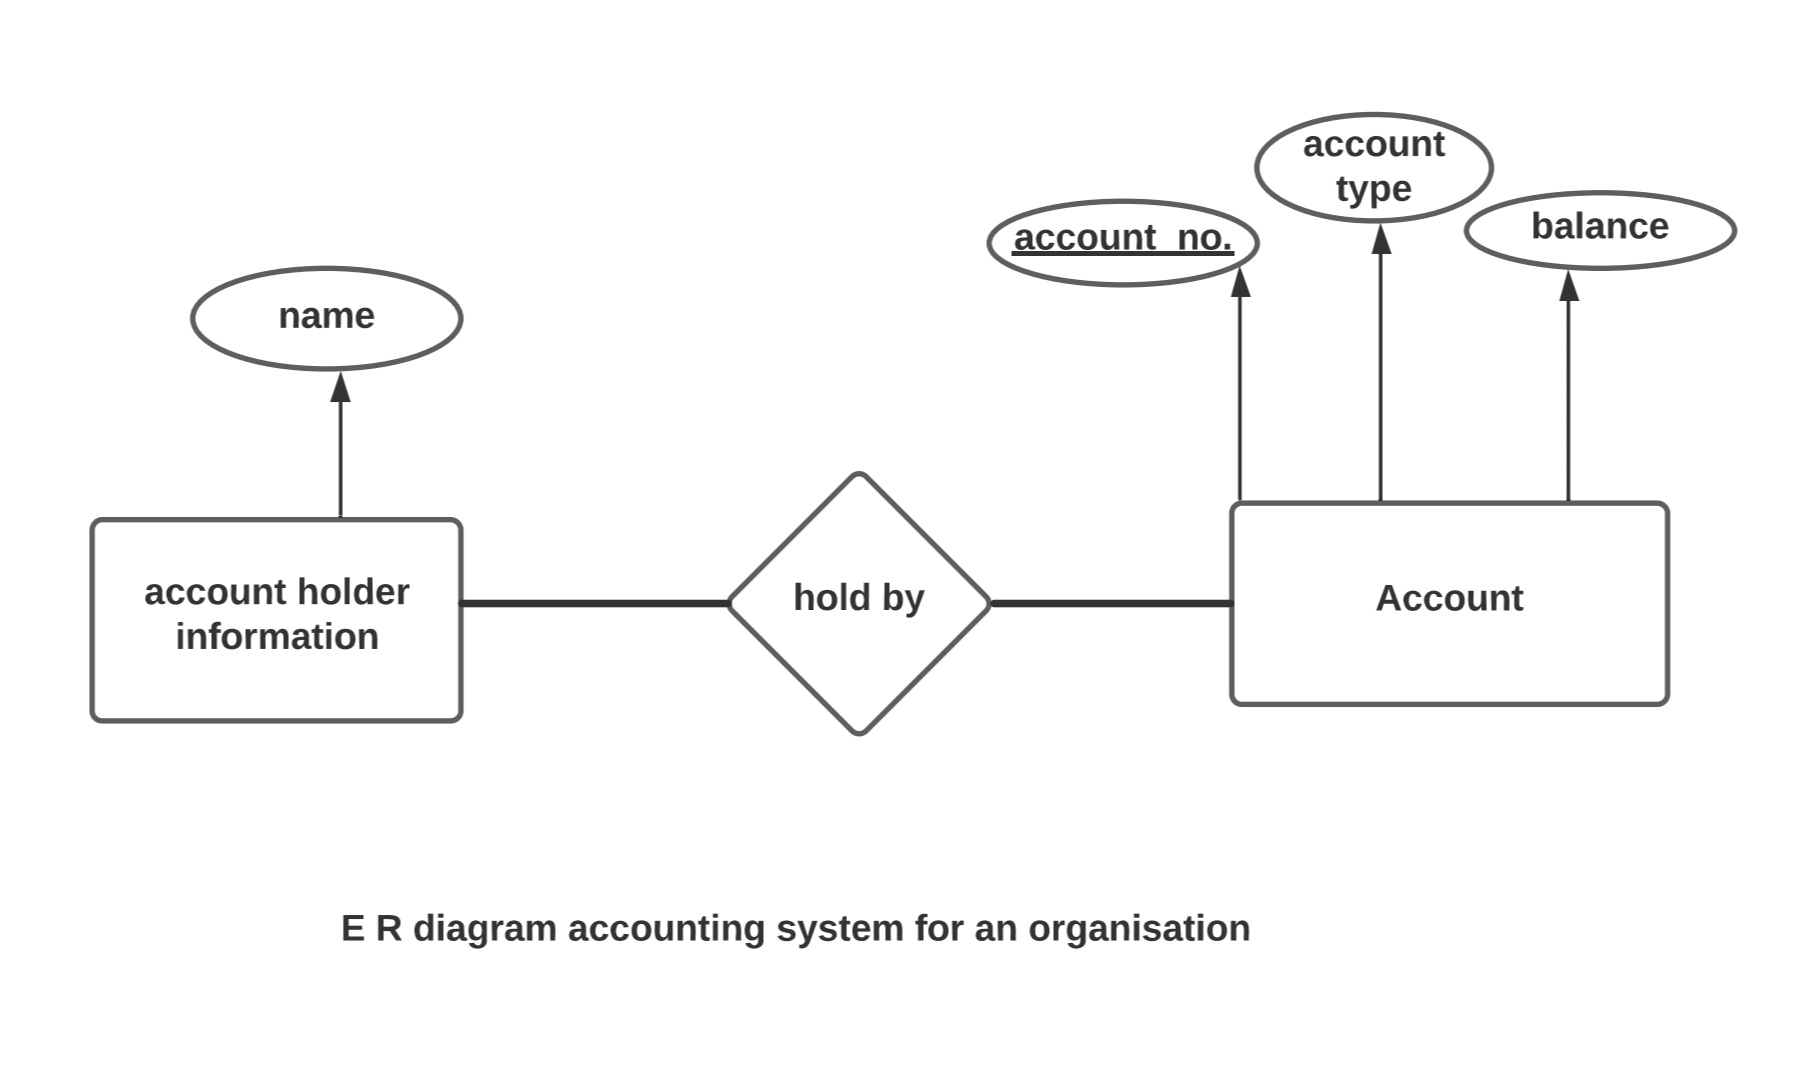 account
type
account_no.
balance
name
account holder
information
hold by
Account
E R diagram accounting system for an organisation